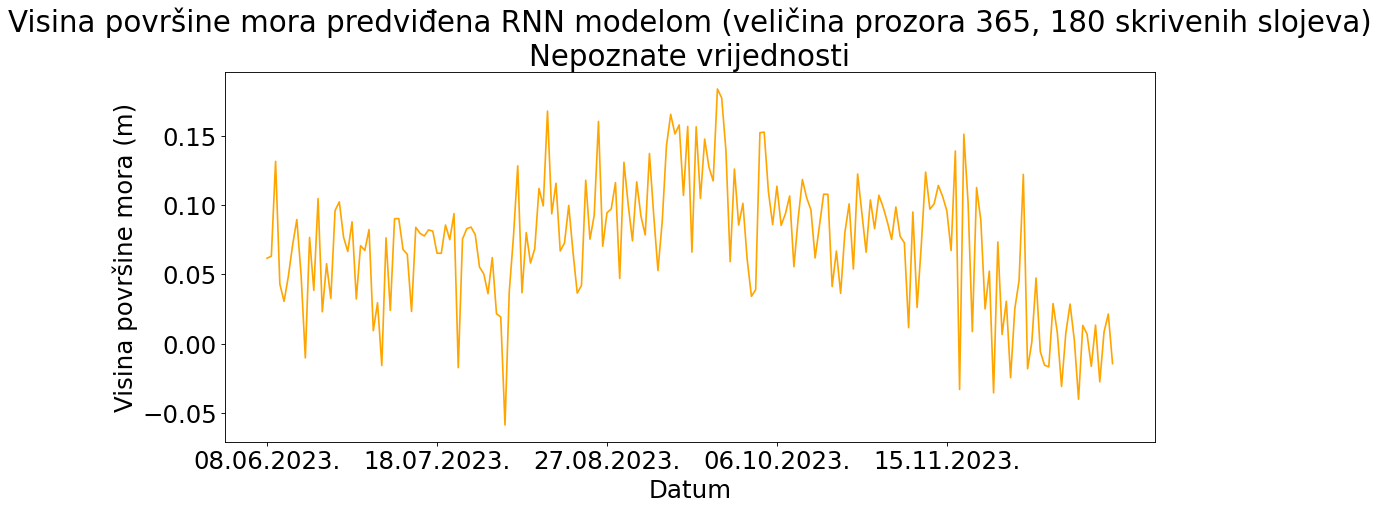 Visina površine mora predviđena RNN modelom (veličina prozora 365, 180 skrivenih slojeva)
Nepoznate vrijednosti
Visina površine mora (m)
0.15
0.10
0.05
0.00
−0.05
08.06.2023. 18.07.2023. 27.08.2023. 06.10.2023. 15.11.2023.
Datum